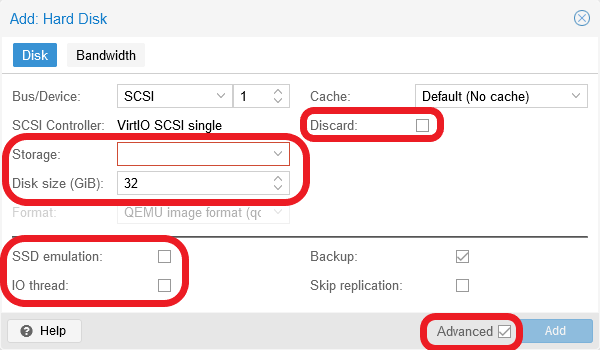 Add: Hard Disk
Disk Bandwidth
Bus/Device: SCSI 1 Cache: Default (No cache)
SCSI Controller: VirtIO SCSI single Discard:
Storage:
Disk size (GiB): 32
Format: QEMU image format (qc
SSD emulation: Backup:
IO thread: Skip replication:
Help Advanced Add